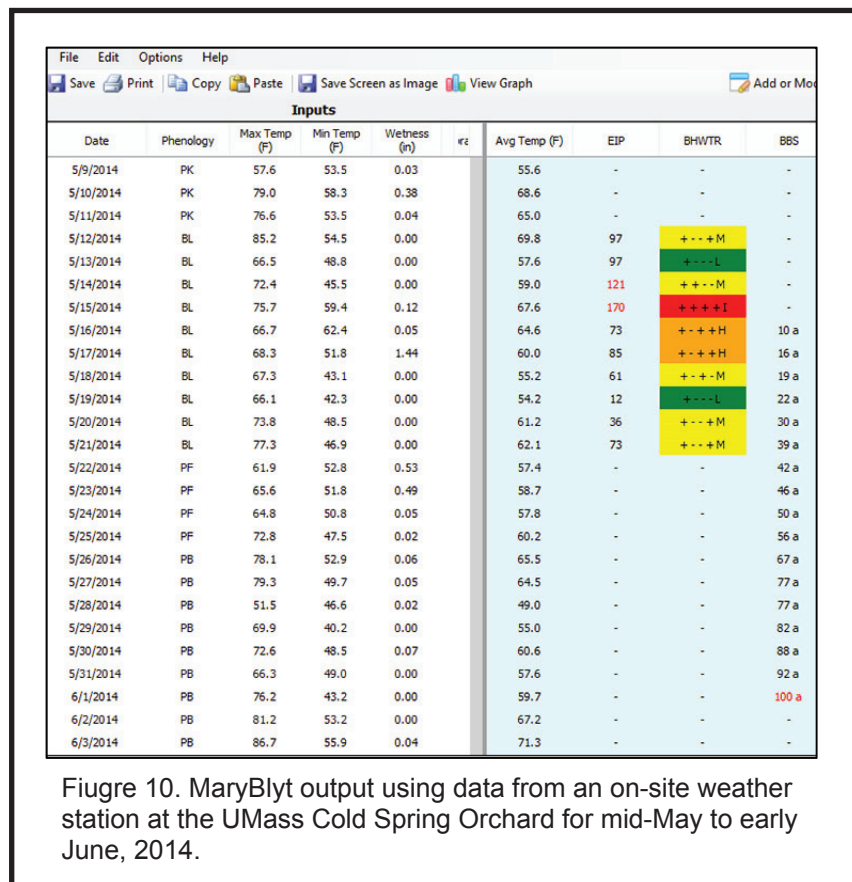 File Edit Options Help
Save Print Copy Paste Save Screen as Image View Graph Add or Mo
Inputs
Date Phenology Max Temp (F) Min Temp (F) Wetness (in) Avg Temp (F) EIP BHWTR BBS
5/9/2014 PK 57.6 53.5 0.03 55.6 - - -
5/10/2014 PK 79.0 58.3 0.38 68.6 - - -
5/11/2014 PK 76.6 53.5 0.04 65.0 - - -
5/12/2014 BL 85.2 54.5 0.00 69.8 97 + - - + M -
5/13/2014 BL 66.5 48.8 0.00 57.6 97 + - - - L -
5/14/2014 BL 72.4 45.5 0.00 59.0 121 + + - - M -
5/15/2014 BL 75.7 59.4 0.12 67.6 170 + + + + I -
5/16/2014 BL 66.7 62.4 0.05 64.6 73 + - + + H 10 a
5/17/2014 BL 68.3 51.8 1.44 60.0 85 + - + + H 16 a
5/18/2014 BL 67.3 43.1 0.00 55.2 61 + - + - M 19 a
5/19/2014 BL 66.1 42.3 0.00 54.2 12 + - - - L 22 a
5/20/2014 BL 73.8 48.5 0.00 61.2 36 + - - + M 30 a
5/21/2014 BL 77.3 46.9 0.00 62.1 73 + - - + M 39 a
5/22/2014 PF 61.9 52.8 0.53 57.4 - - 42 a
5/23/2014 PF 65.6 51.8 0.49 58.7 - - 46 a
5/24/2014 PF 64.8 50.8 0.05 57.8 - - 50 a
5/25/2014 PF 72.8 47.5 0.02 60.2 - - 56 a
5/26/2014 PB 78.1 52.9 0.06 65.5 - - 67 a
5/27/2014 PB 79.3 49.7 0.05 64.5 - - 77 a
5/28/2014 PB 51.5 46.6 0.02 49.0 - - 77 a
5/29/2014 PB 69.9 40.2 0.00 55.0 - - 82 a
5/30/2014 PB 72.6 48.5 0.07 60.6 - - 88 a
5/31/2014 PB 66.3 49.0 0.00 57.6 - - 92 a
6/1/2014 PB 76.2 43.2 0.00 59.7 - - 100 a
6/2/2014 PB 81.2 53.2 0.00 67.2 - - -
6/3/2014 PB 86.7 55.9 0.04 71.3 - - -
Fiugre 10. MaryBlyt output using data from an on-site weather
station at the UMass Cold Spring Orchard for mid-May to early
June, 2014.